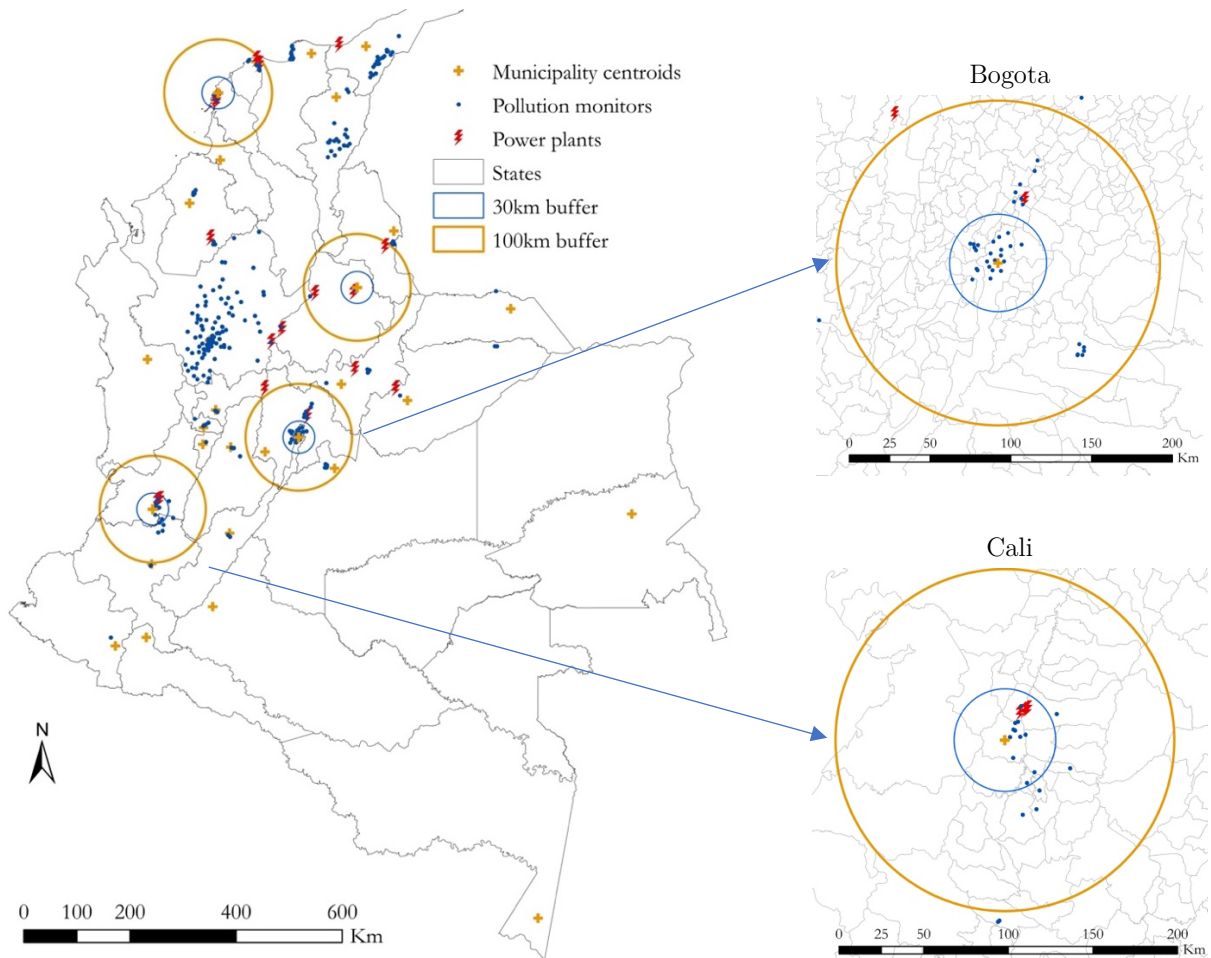 Municipality centroids
Pollution monitors
Power plants
States
30km buffer
100km buffer
N
0 100 200 400 600
Km
Bogota
0 25 50 100 150 200
Km
Cali
0 25 50 100 150 200
Km